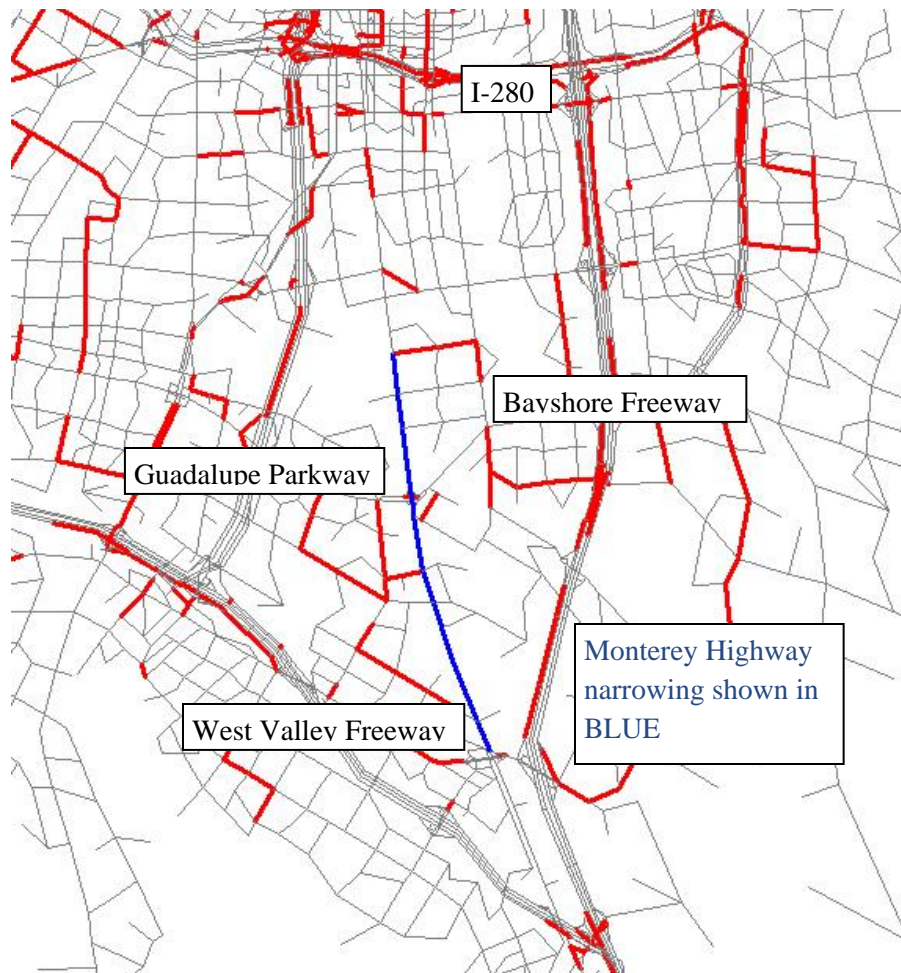 I-280
Bayshore Freeway
Guadalupe Parkway
Monterey Highway
narrowing shown in
BLUE
West Valley Freeway